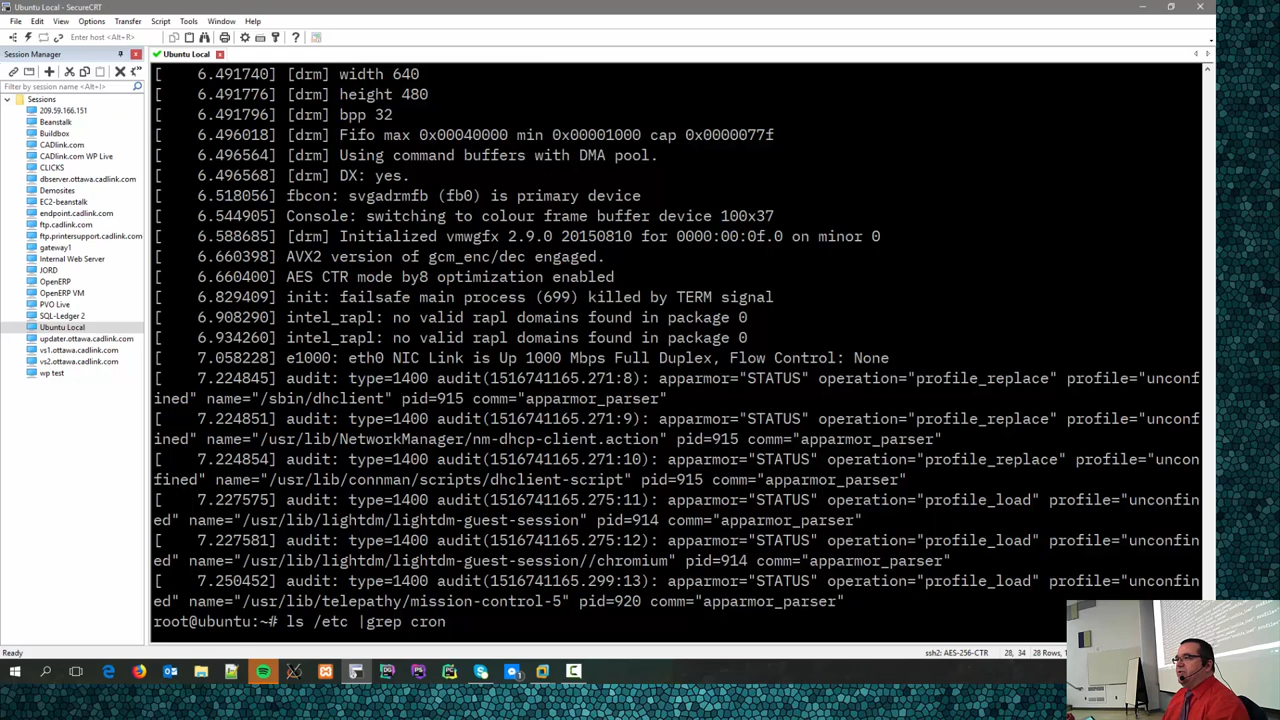 Ubuntu Local - SecureCRT
File Edit View Options Transfer Script Tools Window Help
Enter host <Alt+R>
Session Manager
Ubuntu Local
Filter by session name <Alt+I>
Sessions
209.59.166.151
Beanstalk
Buildbox
CADlink.com
CADlink.com WP Live
CLICKS
dbserver.ottawa.cadlink.com
Demosites
EC2-beanstalk
endpoint.cadlink.com
ftp.cadlink.com
ftp.printersupport.cadlink.com
gateway1
Internal Web Server
JORD
OpenERP
OpenERP VM
PVO Live
SQL-Ledger 2
Ubuntu Local
updater.ottawa.cadlink.com
vs1.ottawa.cadlink.com
vs2.ottawa.cadlink.com
wp test
[    6.491740] [drm] width 640
[    6.491776] [drm] height 480
[    6.491796] [drm] bpp 32
[    6.496018] [drm] Fifo max 0x00040000 min 0x00001000 cap 0x0000077f
[    6.496564] [drm] Using command buffers with DMA pool.
[    6.496568] [drm] DX: yes.
[    6.518056] fbcon: svgadrmfb (fb0) is primary device
[    6.544905] Console: switching to colour frame buffer device 100x37
[    6.588685] [drm] Initialized vmwgfx 2.9.0 20150810 for 0000:00:0f.0 on minor 0
[    6.660398] AVX2 version of gcm_enc/dec engaged.
[    6.660400] AES CTR mode by8 optimization enabled
[    6.829409] init: failsafe main process (699) killed by TERM signal
[    6.908290] intel_rapl: no valid rapl domains found in package 0
[    6.934260] intel_rapl: no valid rapl domains found in package 0
[    7.058228] e1000: eth0 NIC Link is Up 1000 Mbps Full Duplex, Flow Control: None
[    7.224845] audit: type=1400 audit(1516741165.271:8): apparmor="STATUS" operation="profile_replace" profile="unconf
ined" name="/sbin/dhclient" pid=915 comm="apparmor_parser"
[    7.224851] audit: type=1400 audit(1516741165.271:9): apparmor="STATUS" operation="profile_replace" profile="unconf
ined" name="/usr/lib/NetworkManager/nm-dhcp-client.action" pid=915 comm="apparmor_parser"
[    7.224854] audit: type=1400 audit(1516741165.271:10): apparmor="STATUS" operation="profile_replace" profile="uncon
fined" name="/usr/lib/connman/scripts/dhclient-script" pid=915 comm="apparmor_parser"
[    7.227575] audit: type=1400 audit(1516741165.275:11): apparmor="STATUS" operation="profile_load" profile="unconfin
ed" name="/usr/lib/lightdm/lightdm-guest-session" pid=914 comm="apparmor_parser"
[    7.227581] audit: type=1400 audit(1516741165.275:12): apparmor="STATUS" operation="profile_load" profile="unconfin
ed" name="/usr/lib/lightdm/lightdm-guest-session//chromium" pid=914 comm="apparmor_parser"
[    7.250452] audit: type=1400 audit(1516741165.299:13): apparmor="STATUS" operation="profile_load" profile="unconfin
ed" name="/usr/lib/telepathy/mission-control-5" pid=920 comm="apparmor_parser"
root@ubuntu:~# ls /etc |grep cron
Ready
ssh2: AES-256-CTR
28, 34
28 Rows, 1